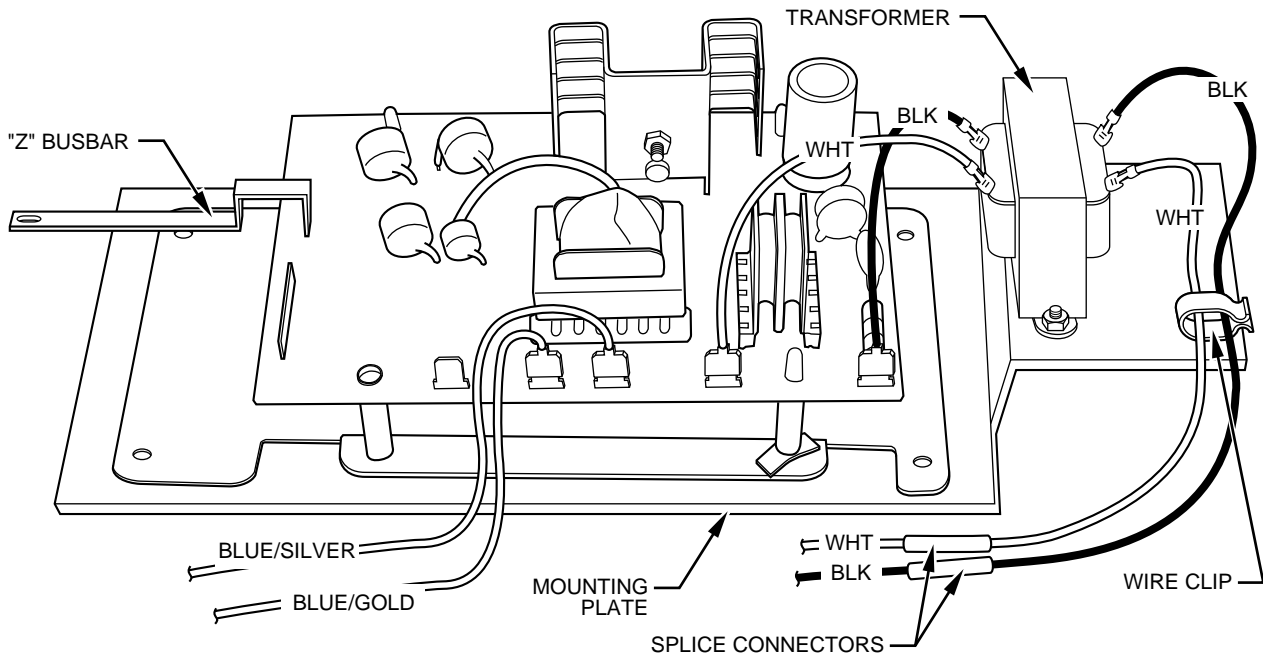 TRANSFORMER
BLK
BLK
"Z" BUSBAR
WHT
WHT
BLUE/SILVER
WHT
BLK
BLUE/GOLD
MOUNTING
PLATE
WIRE CLIP
SPLICE CONNECTORS